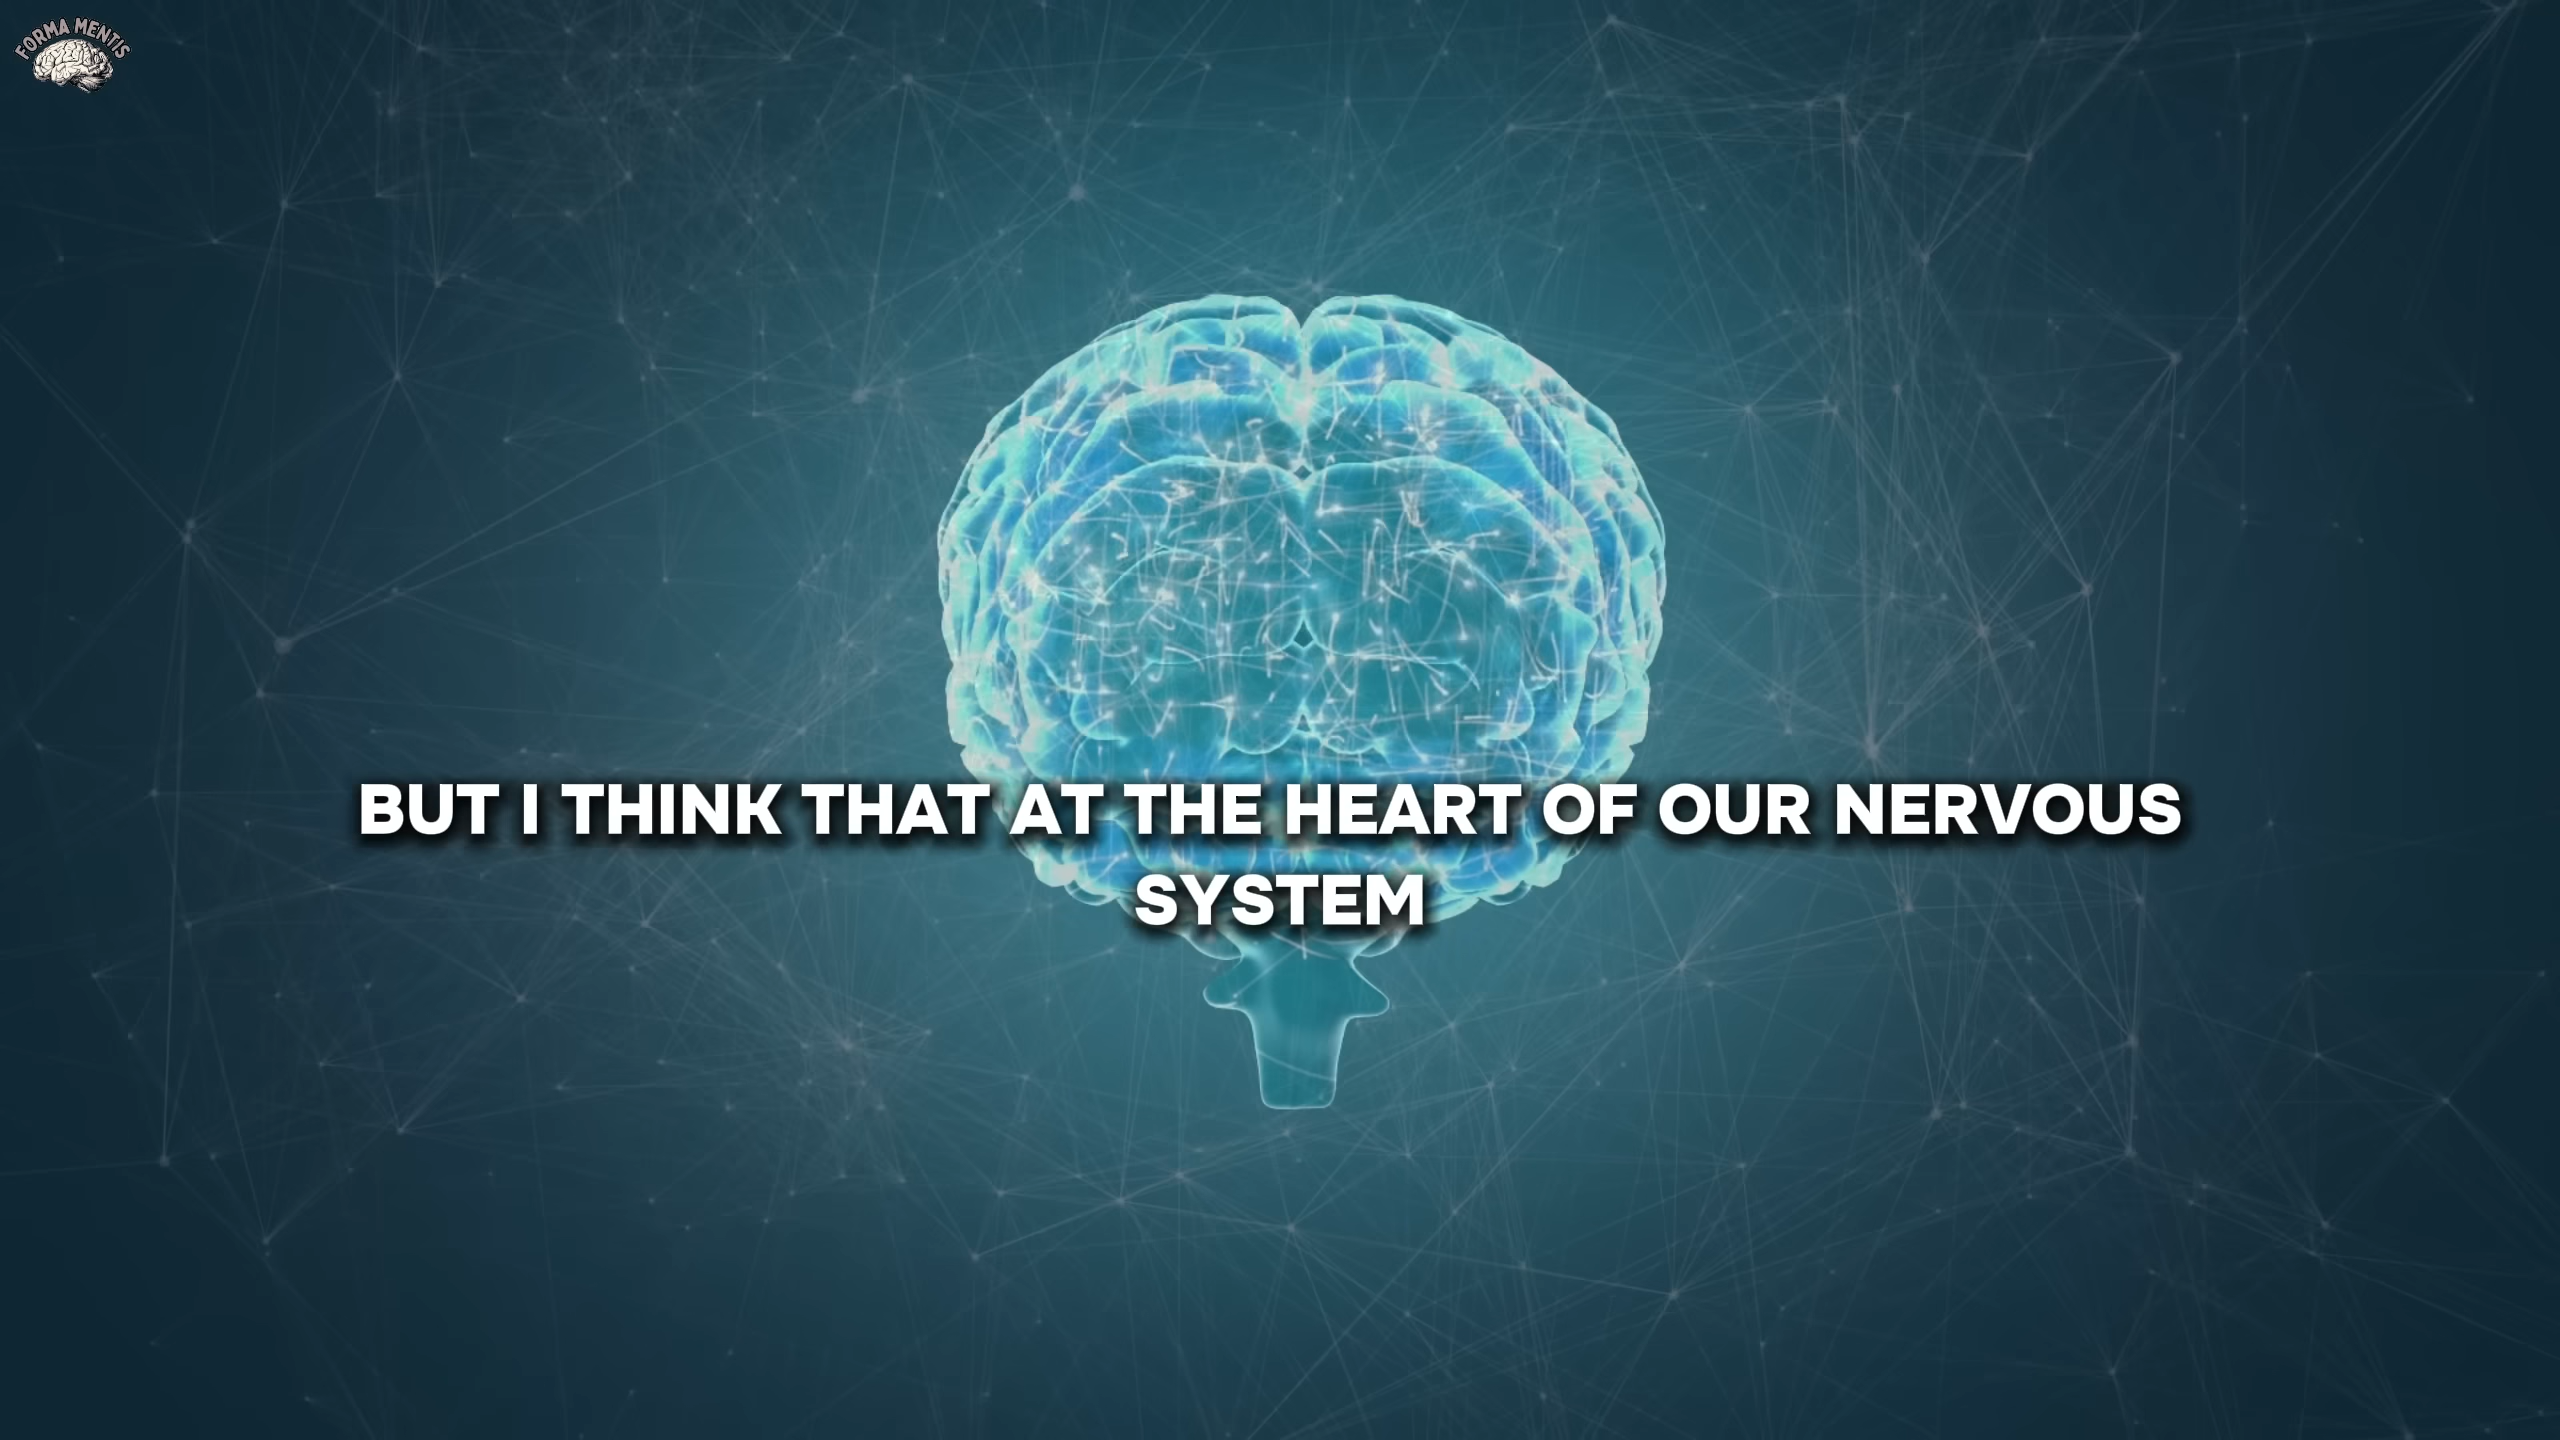 FORMA MENTIS
BUT I THINK THAT AT THE HEART OF OUR NERVOUS
SYSTEM